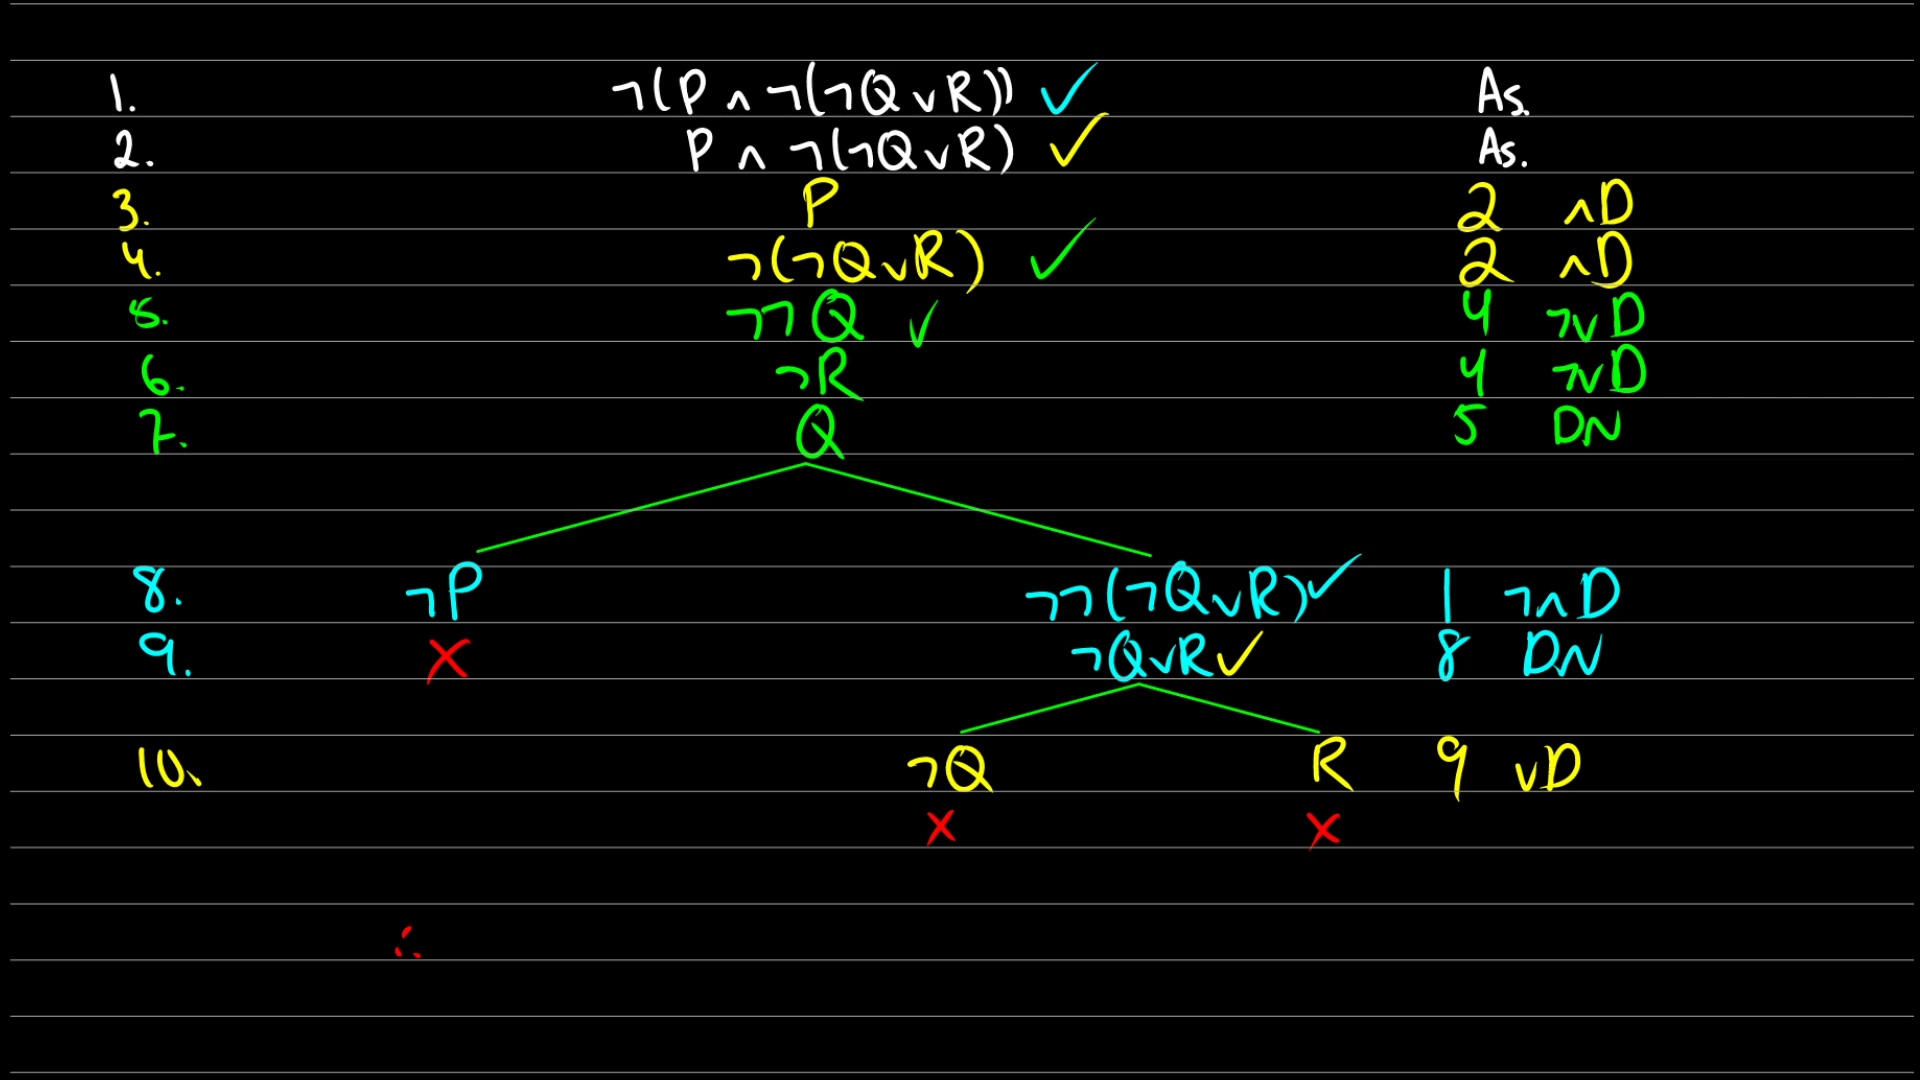 1. ¬(P ∧ ¬(¬Q ∨ R)) ✓ As.
2. P ∧ ¬(¬Q ∨ R) ✓ As.
3. P 2 ∧D
4. ¬(¬Q ∨ R) ✓ 2 ∧D
5. ¬¬Q ✓ 4 ¬∨D
6. ¬R 4 ¬∨D
7. Q 5 DN
8. ¬P ¬¬(¬Q ∨ R) ✓ 1 ¬∧D
9. X ¬Q ∨ R ✓ 8 DN
10. ¬Q R 9 ∨D
X X
∴